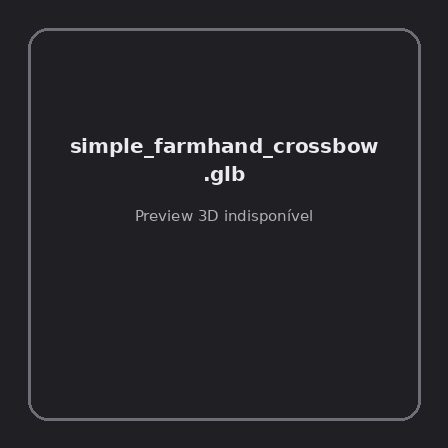 simple_farmhand_crossbow
.glb
Preview 3D indisponível